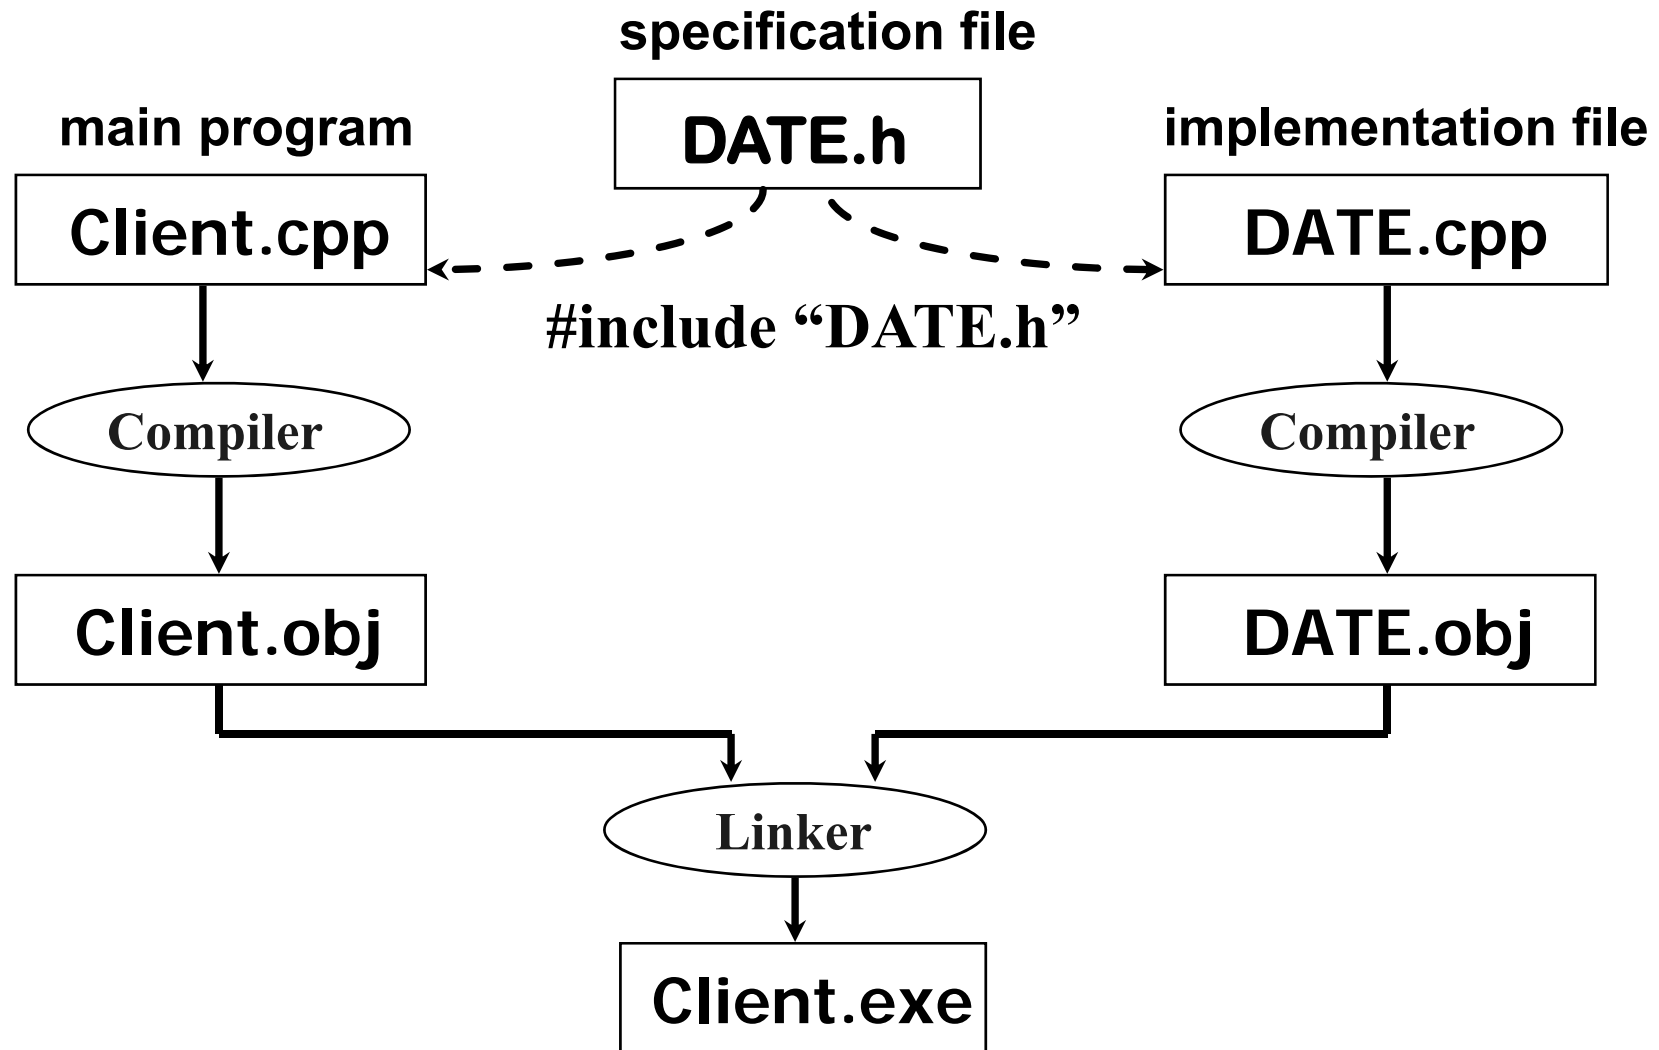 specification file
main program
DATE.h
implementation file
Client.cpp
DATE.cpp
#include “DATE.h”
Compiler
Compiler
Client.obj
DATE.obj
Linker
Client.exe